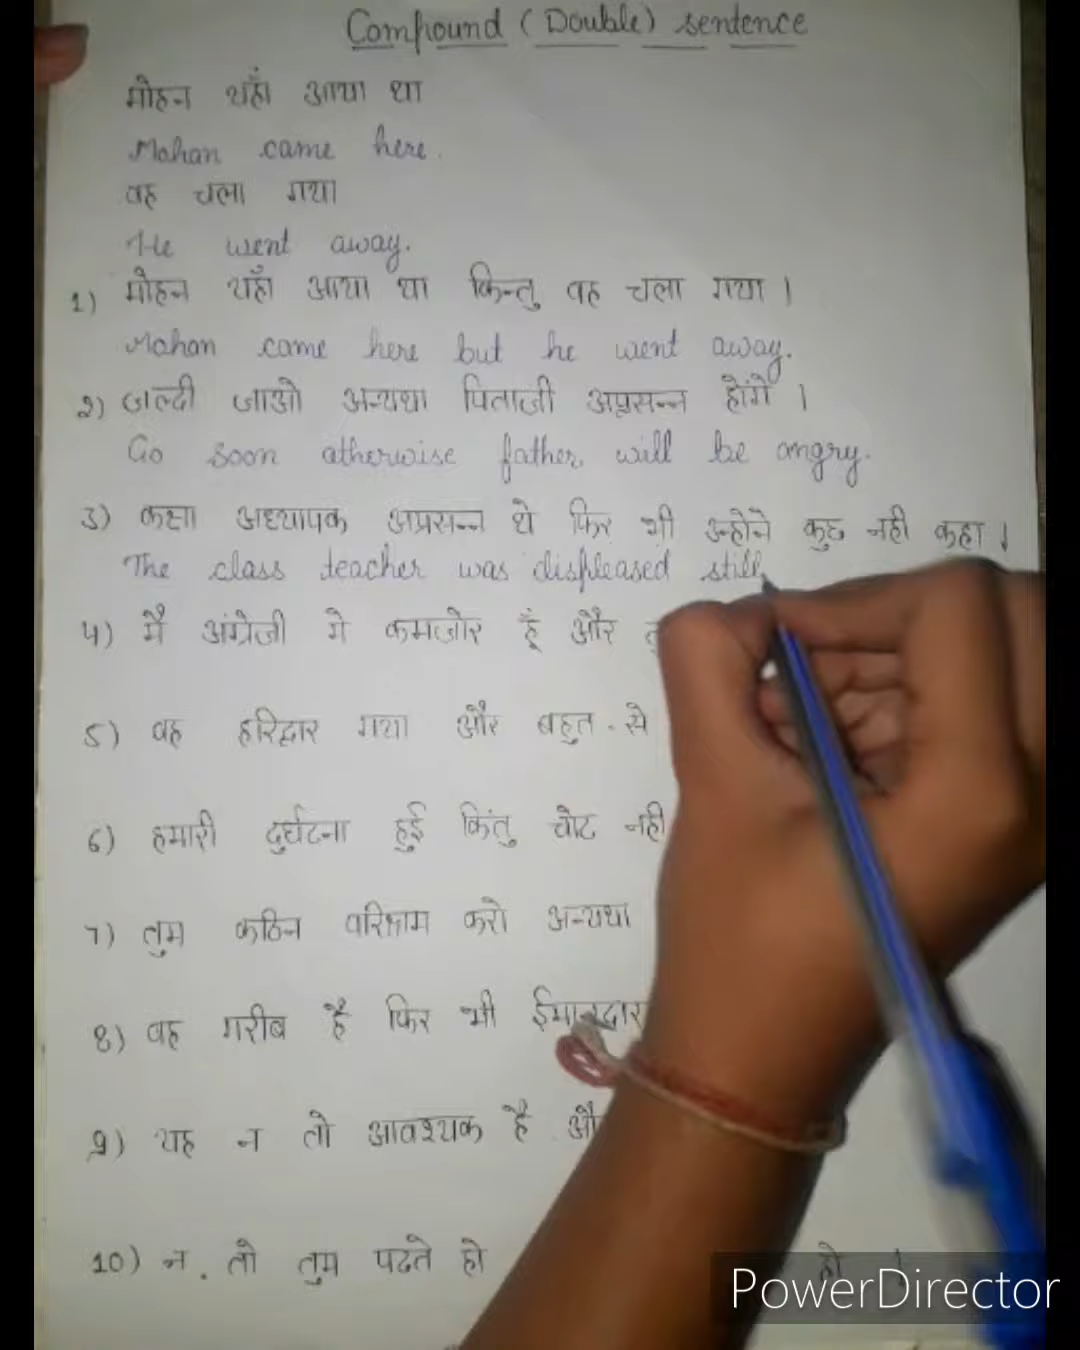 Compound (Double) sentence
मोहन यहाँ आया था
Mohan came here.
वह चला गया
He went away.
1) मोहन यहाँ आया था किन्तु वह चला गया ।
Mohan came here but he went away.
2) जल्दी जाओ अन्यथा पिताजी अप्रसन्न होंगे ।
Go soon otherwise father will be angry.
3) कक्षा अध्यापक अप्रसन्न थे फिर भी उन्होने कुछ नही कहा ।
The class teacher was displeased still
4) मै अंग्रेजी मे कमजोर हूँ और
5) वह हरिद्वार गया और बहुत-से
6) हमारी दुर्घटना हुई किंतु चोट नही
7) तुम कठिन परिश्रम करो अन्यथा
8) वह गरीब है फिर भी ईमानदार
9) यह न तो आवश्यक है
10) न तो तुम पढते हो हो ।
PowerDirector